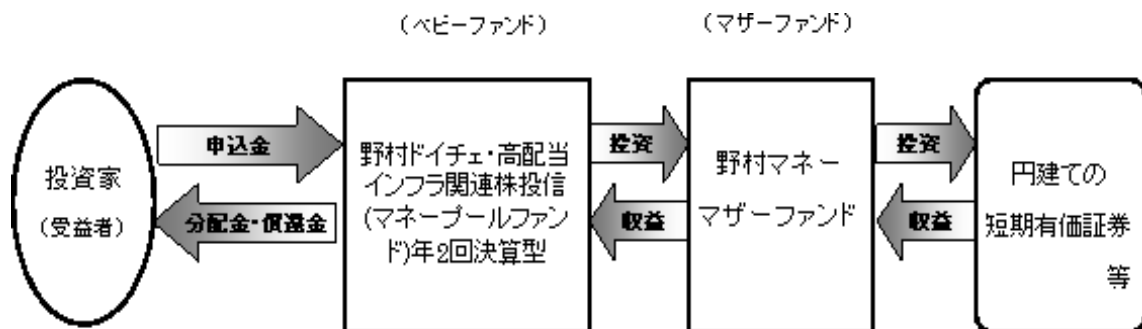 （ベビーファンド）
（マザーファンド）
投資家
（受益者）
申込金
分配金・償還金
野村ドイチェ・高配当
インフラ関連株投信
(マネープールファン
ド)年2回決算型
投資
収益
野村マネー
マザーファンド
投資
収益
円建ての
短期有価証券
等